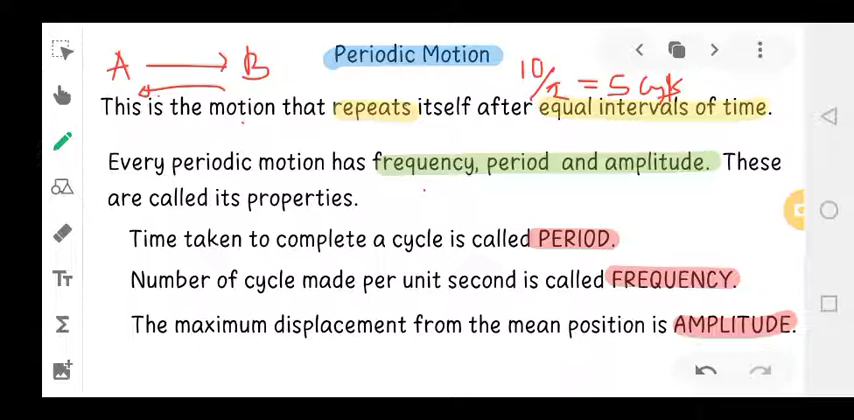 A → B
Periodic Motion
10/2 = 5 cycls
This is the motion that repeats itself after equal intervals of time.
Every periodic motion has frequency, period and amplitude. These
are called its properties.
Time taken to complete a cycle is called PERIOD.
Number of cycle made per unit second is called FREQUENCY.
The maximum displacement from the mean position is AMPLITUDE.
TT
Σ